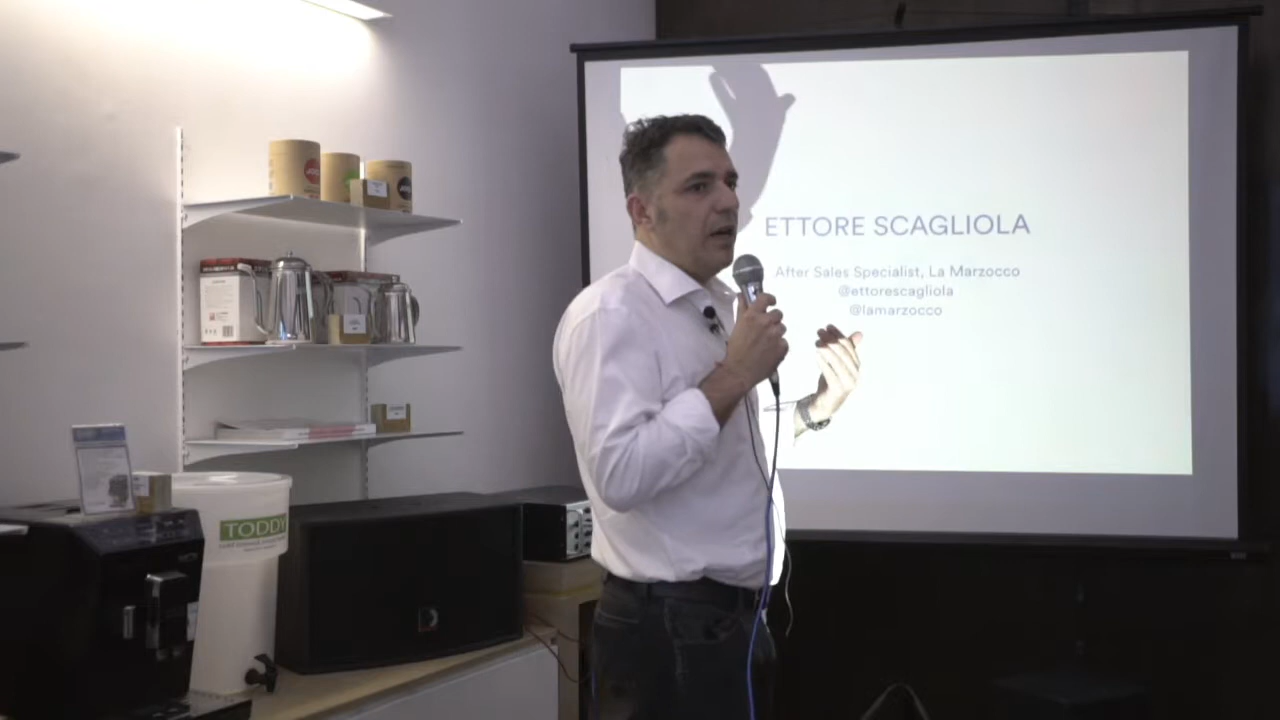 ETTORE SCAGLIOLA
After Sales Specialist, La Marzocco
@ettorescagliola
@lamarzocco
TODDY